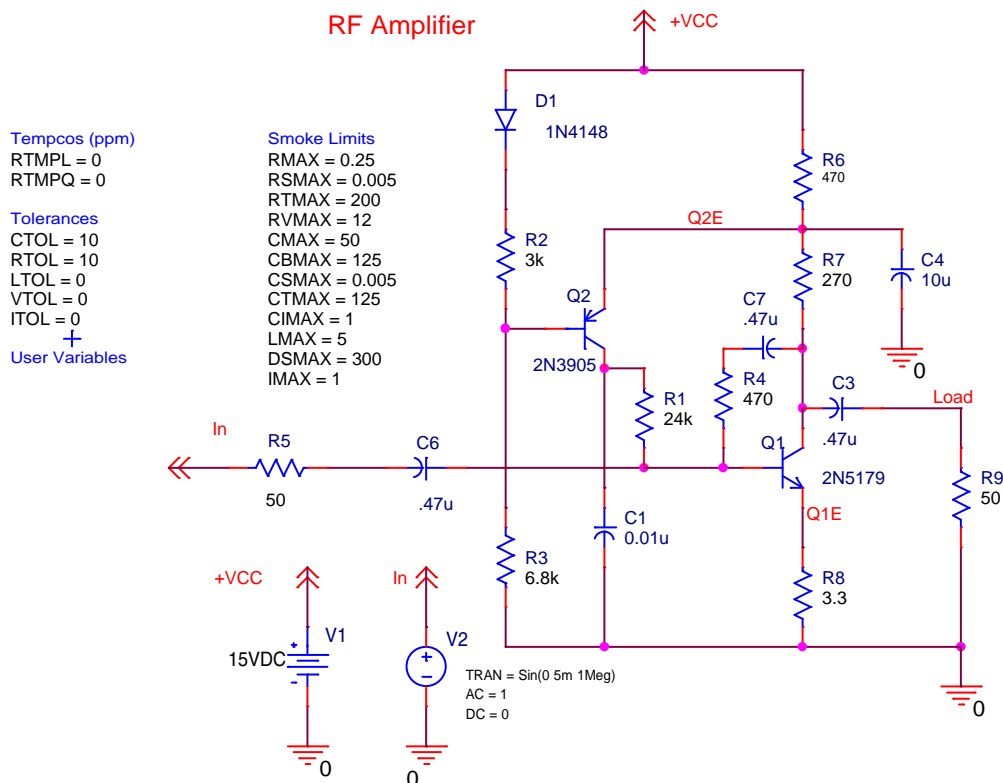 RF Amplifier
+VCC
D1
1N4148
Tempcos (ppm)
RTMPL = 0
RTMPQ = 0
Tolerances
CTOL = 10
RTOL = 10
LTOL = 0
VTOL = 0
ITOL = 0
User Variables
Smoke Limits
RMAX = 0.25
RSMAX = 0.005
RTMAX = 200
RVMAX = 12
CMAX = 50
CBMAX = 125
CSMAX = 0.005
CTMAX = 125
CIMAX = 1
LMAX = 5
DSMAX = 300
IMAX = 1
R6
470
Q2E
R2
3k
R7
270
C4
10u
0
Q2
2N3905
C7
.47u
R4
470
R1
24k
C3
.47u
Load
In
R5
50
C6
.47u
Q1
2N5179
Q1E
R9
50
C1
0.01u
R3
6.8k
R8
3.3
0
+VCC
V1
15VDC
0
In
V2
TRAN = Sin(0 5m 1Meg)
AC = 1
DC = 0
0